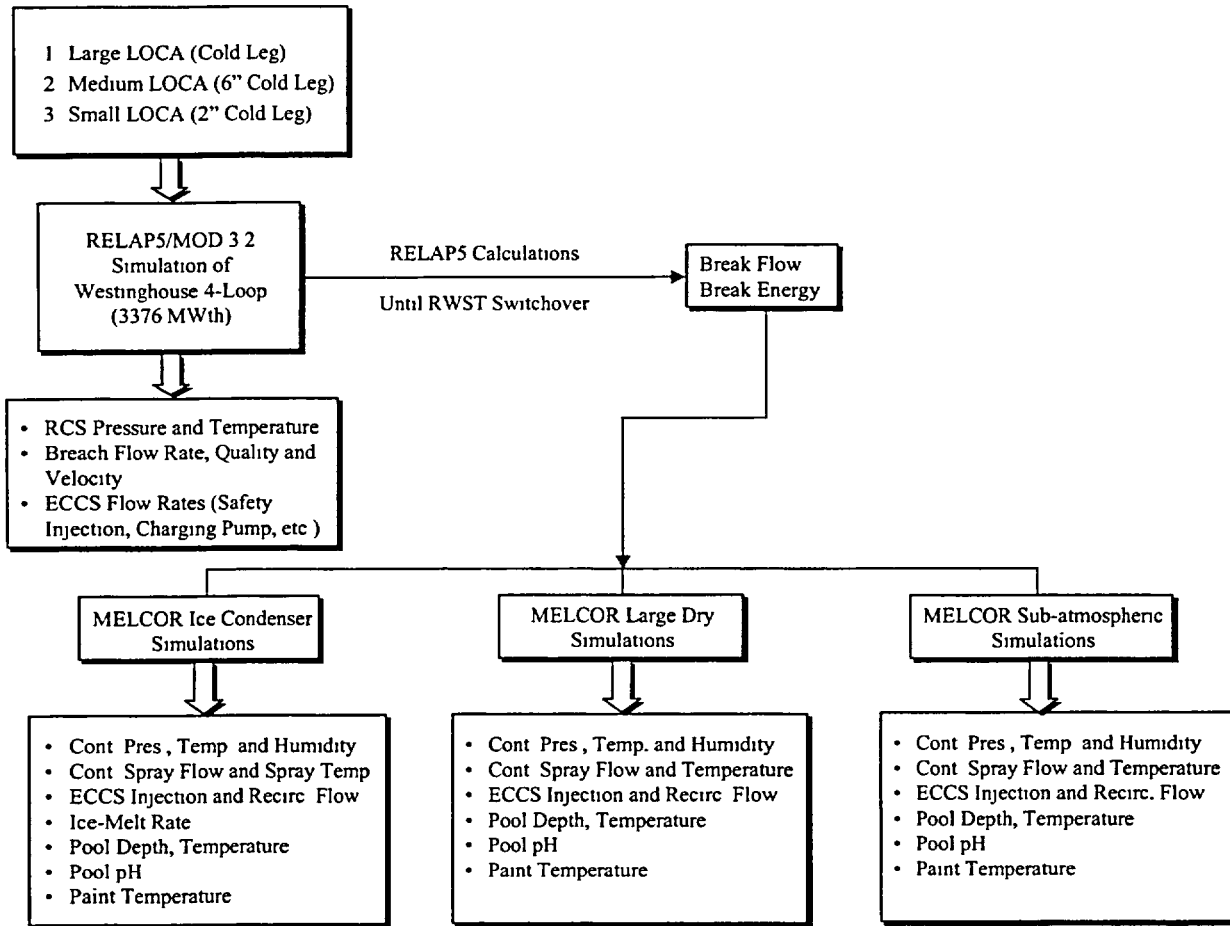 1 Large LOCA (Cold Leg)
2 Medium LOCA (6” Cold Leg)
3 Small LOCA (2” Cold Leg)
RELAP5/MOD 3 2
Simulation of
Westinghouse 4-Loop
(3376 MWth)
RELAP5 Calculations
Until RWST Switchover
Break Flow
Break Energy
• RCS Pressure and Temperature
• Breach Flow Rate, Quality and
Velocity
• ECCS Flow Rates (Safety
Injection, Charging Pump, etc )
MELCOR Ice Condenser
Simulations
MELCOR Large Dry
Simulations
MELCOR Sub-atmospheric
Simulations
• Cont Pres , Temp and Humidity
• Cont Spray Flow and Spray Temp
• ECCS Injection and Recirc Flow
• Ice-Melt Rate
• Pool Depth, Temperature
• Pool pH
• Paint Temperature
• Cont Pres , Temp. and Humidity
• Cont Spray Flow and Temperature
• ECCS Injection and Recirc Flow
• Pool Depth, Temperature
• Pool pH
• Paint Temperature
• Cont Pres , Temp and Humidity
• Cont Spray Flow and Temperature
• ECCS Injection and Recirc. Flow
• Pool Depth, Temperature
• Pool pH
• Paint Temperature